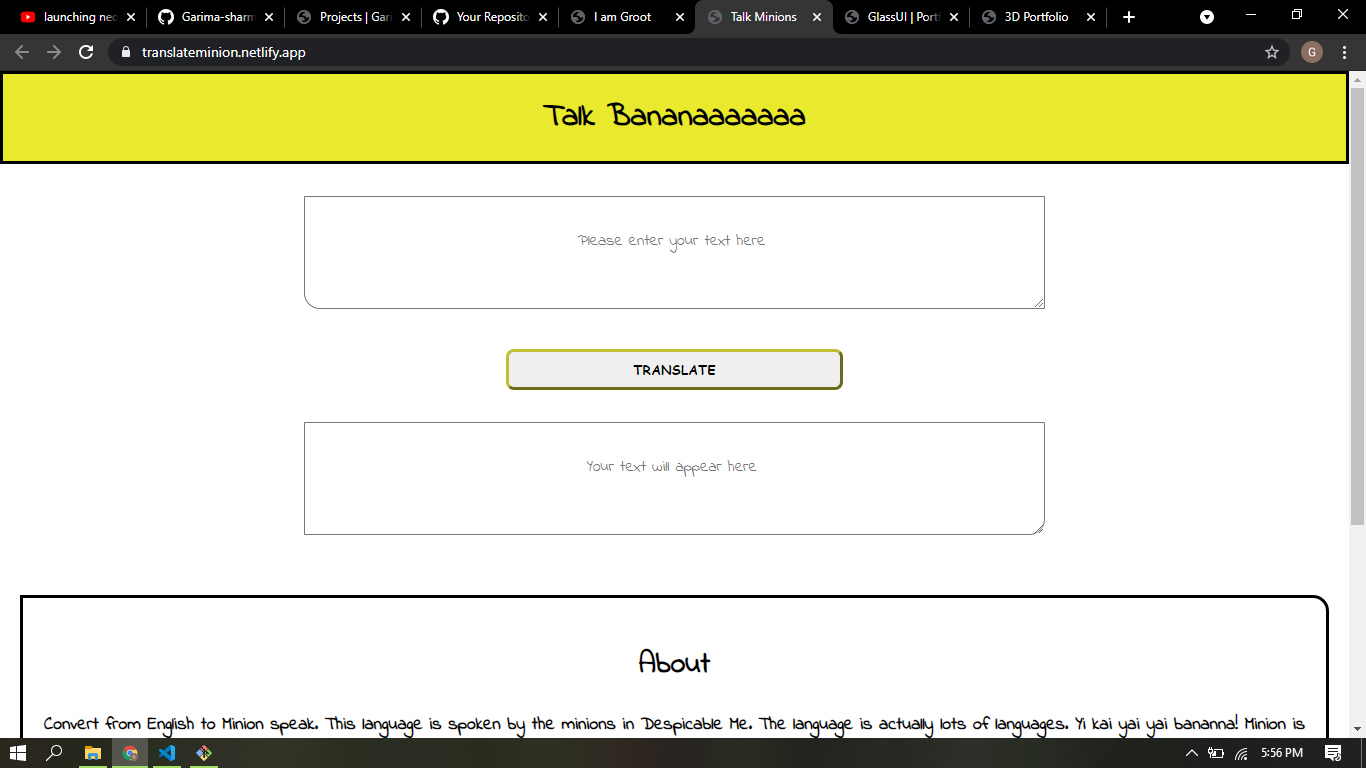 launching neo
Garima-sharm
Projects | Gari
Your Reposito
I am Groot
Talk Minions
GlassUI | Portf
3D Portfolio
translateminion.netlify.app
G
Talk Bananaaaaaaa
Please enter your text here
TRANSLATE
Your text will appear here
About
Convert from English to Minion speak. This language is spoken by the minions in Despicable Me. The language is actually lots of languages. Yi kai yai yai bananna! Minion is
5:56 PM